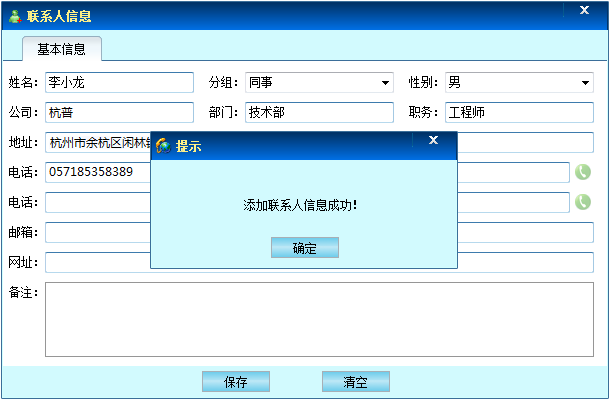 联系人信息
基本信息
姓名: 李小龙 分组: 同事 性别: 男
公司: 杭普 部门: 技术部 职务: 工程师
地址: 杭州市余杭区闲林
提示
电话: 057185358389
添加联系人信息成功!
电话:
邮箱:
确定
网址:
备注:
保存 清空